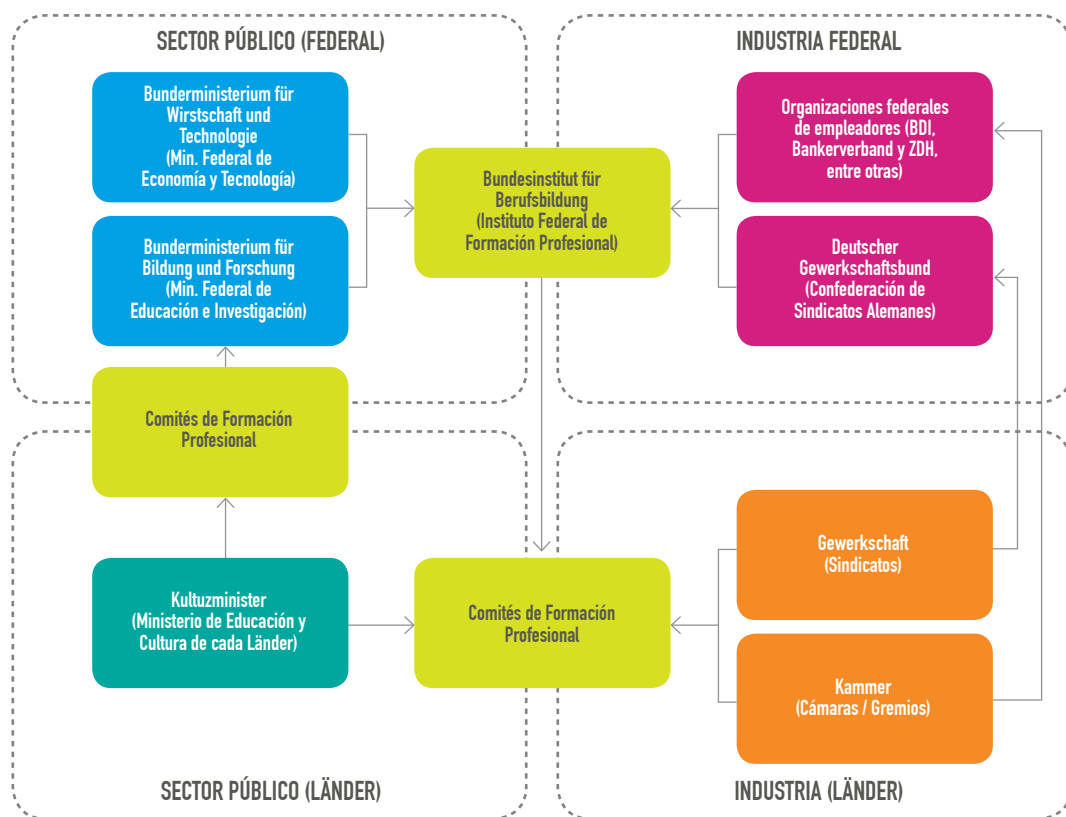 SECTOR PÚBLICO (FEDERAL)
INDUSTRIA FEDERAL
Bunderministerium für
Wirstschaft und
Technologie
(Min. Federal de
Economía y Tecnología)
Bunderministerium für
Bildung und Forschung
(Min. Federal de
Educación e Investigación)
Bundesinstitut für
Berufsbildung
(Instituto Federal de
Formación Profesional)
Organizaciones federales
de empleadores (BDI,
Bankerverband y ZDH,
entre otras)
Deutscher
Gewerkschaftsbund
(Confederación de
Sindicatos Alemanes)
Comités de Formación
Profesional
Kultuzminister
(Ministerio de Educación y
Cultura de cada Länder)
Comités de Formación
Profesional
Gewerkschaft
(Sindicatos)
Kammer
(Cámaras / Gremios)
SECTOR PÚBLICO (LÄNDER)
INDUSTRIA (LÄNDER)